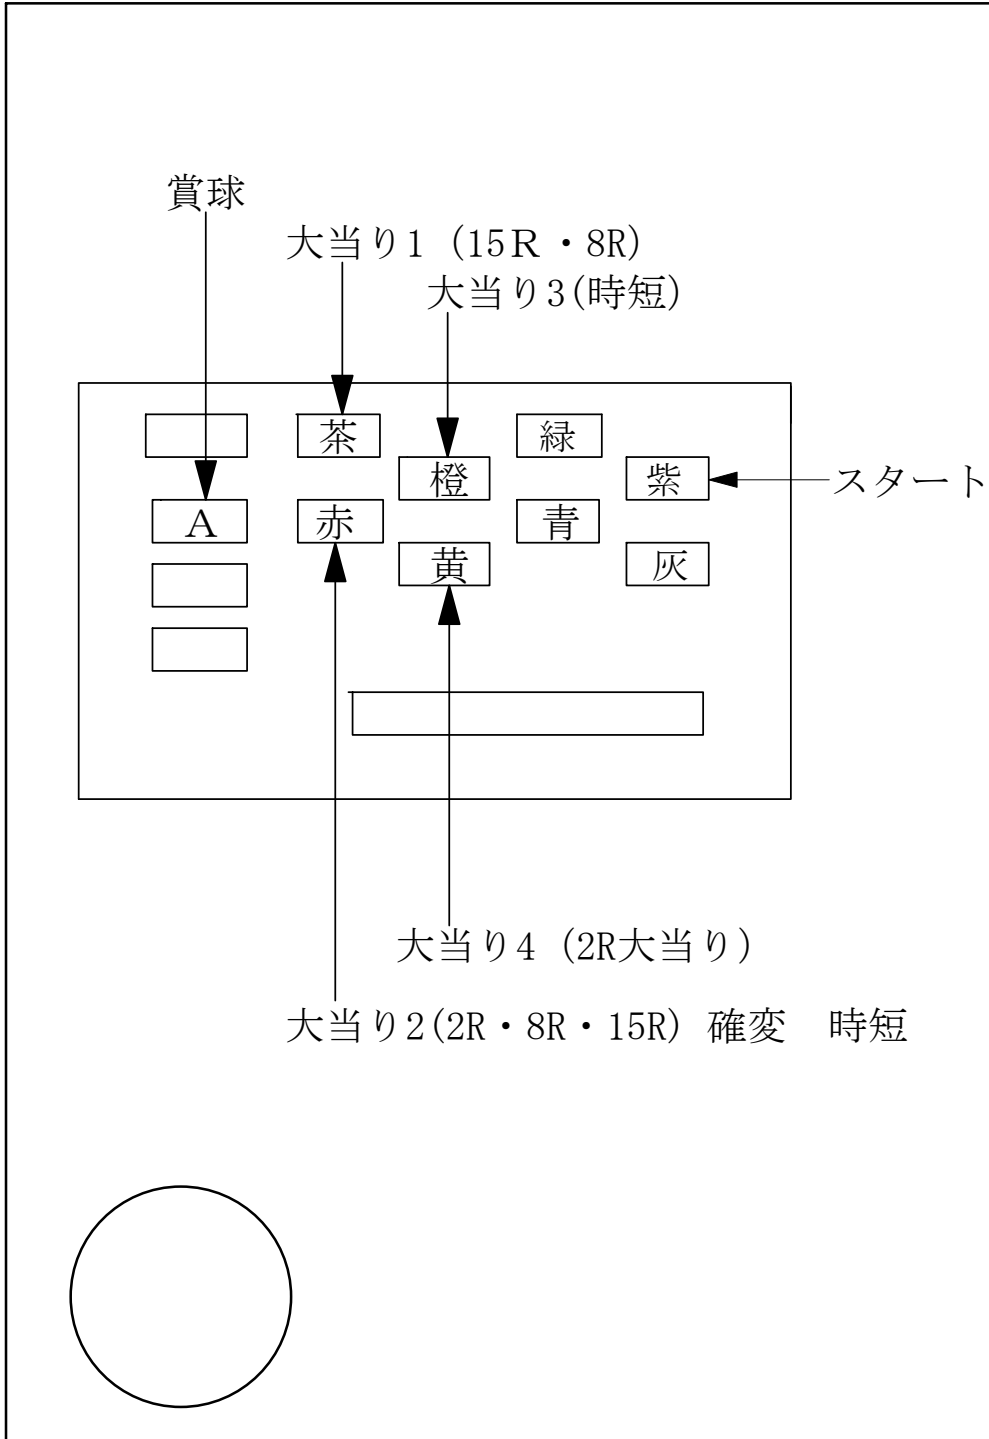 賞球
大当り1 (15R・8R)
大当り3(時短)
茶
緑
橙
紫
スタート
A
赤
青
黄
灰
大当り4 (2R大当り)
大当り2(2R・8R・15R) 確変　時短